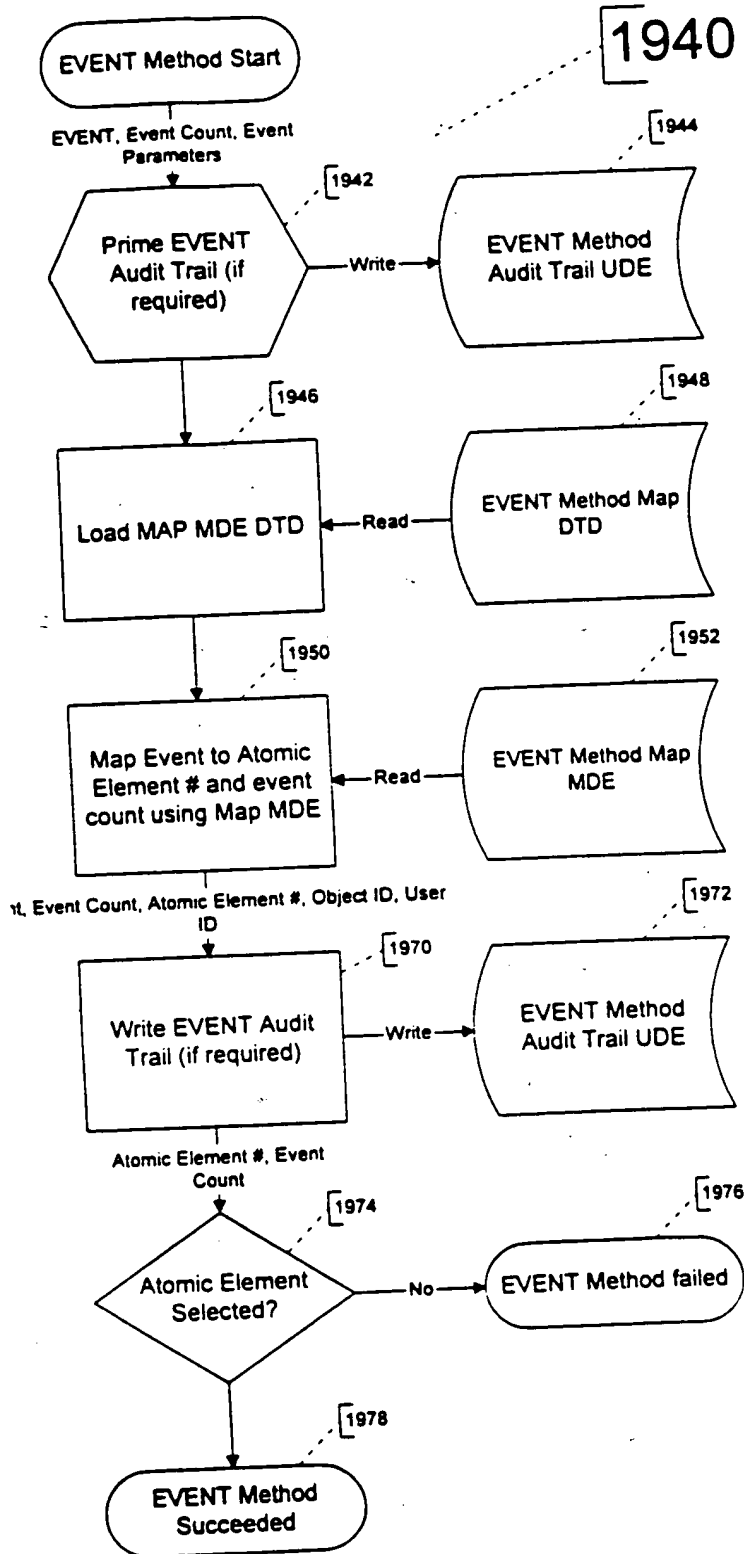 1940
EVENT Method Start
EVENT, Event Count, Event
Parameters
1942
1944
Prime EVENT
Audit Trail (if
required)
Write
EVENT Method
Audit Trail UDE
1946
1948
Load MAP MDE DTD
Read
EVENT Method Map
DTD
1950
1952
Map Event to Atomic
Element # and event
count using Map MDE
Read
EVENT Method Map
MDE
Event Count, Atomic Element #, Object ID, User
ID
1970
1972
Write EVENT Audit
Trail (if required)
Write
EVENT Method
Audit Trail UDE
Atomic Element #, Event
Count
1974
1976
Atomic Element
Selected?
No
EVENT Method failed
1978
EVENT Method
Succeeded